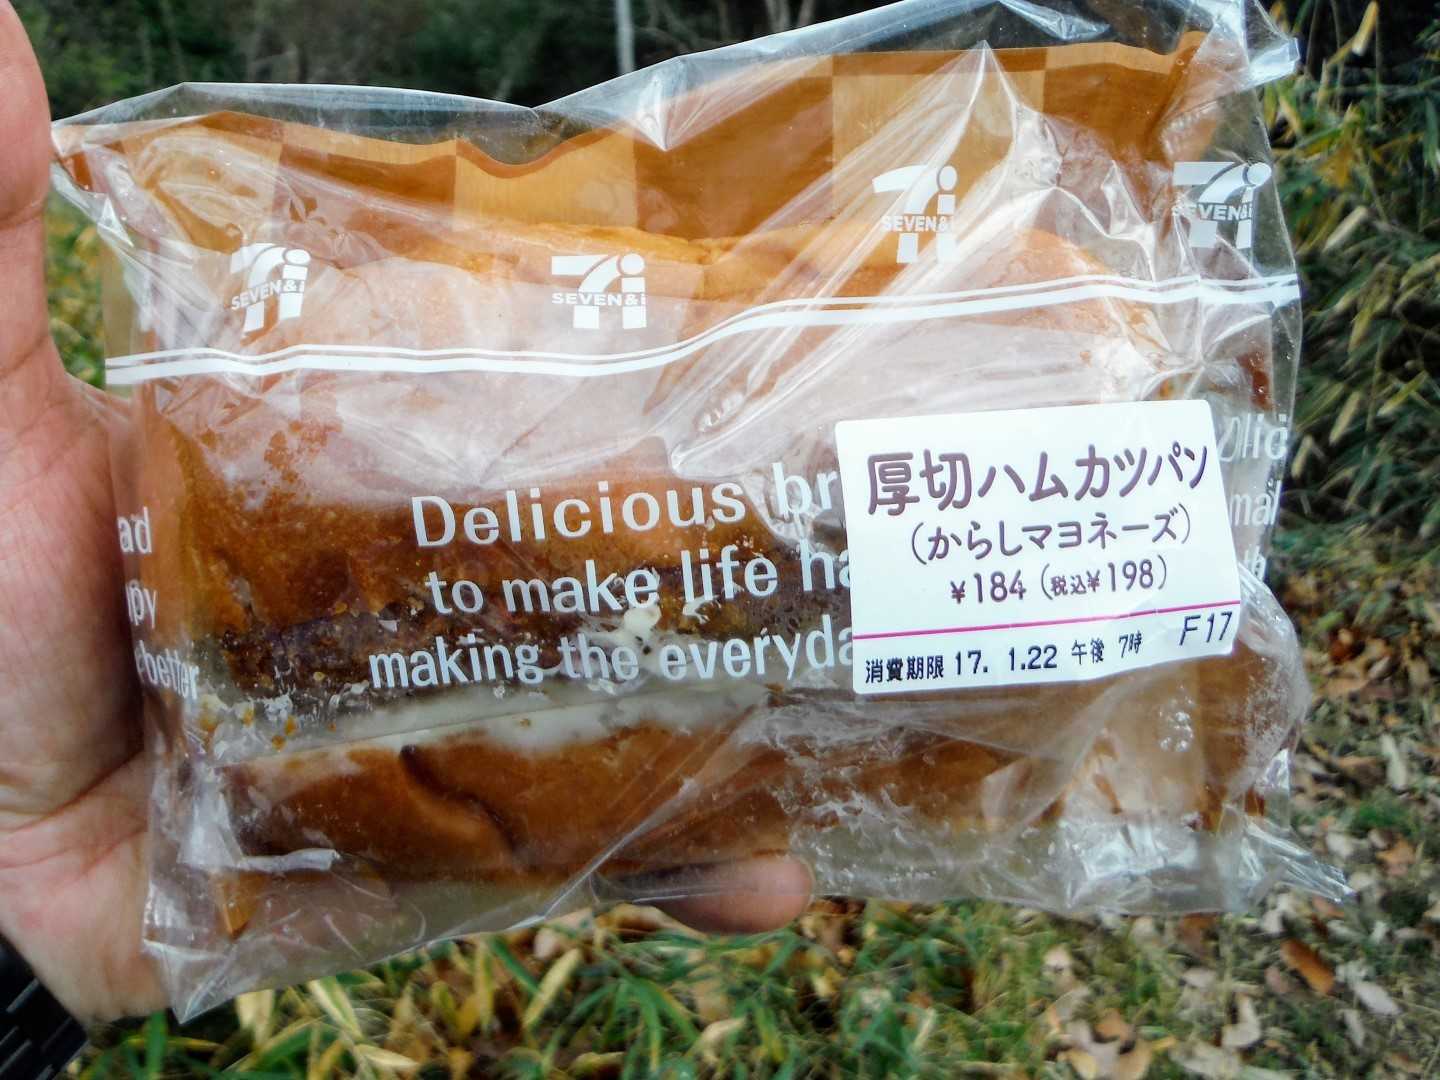 SEVEN&i
SEVEN&i
SEVEN&i
SEVEN&i
Delicious br
to make life ha
making the everyda
厚切ハムカツパン
(からしマヨネーズ)
¥184 (税込¥198)
消費期限 17. 1.22 午後 7時 F17
ad
py
better
Delici